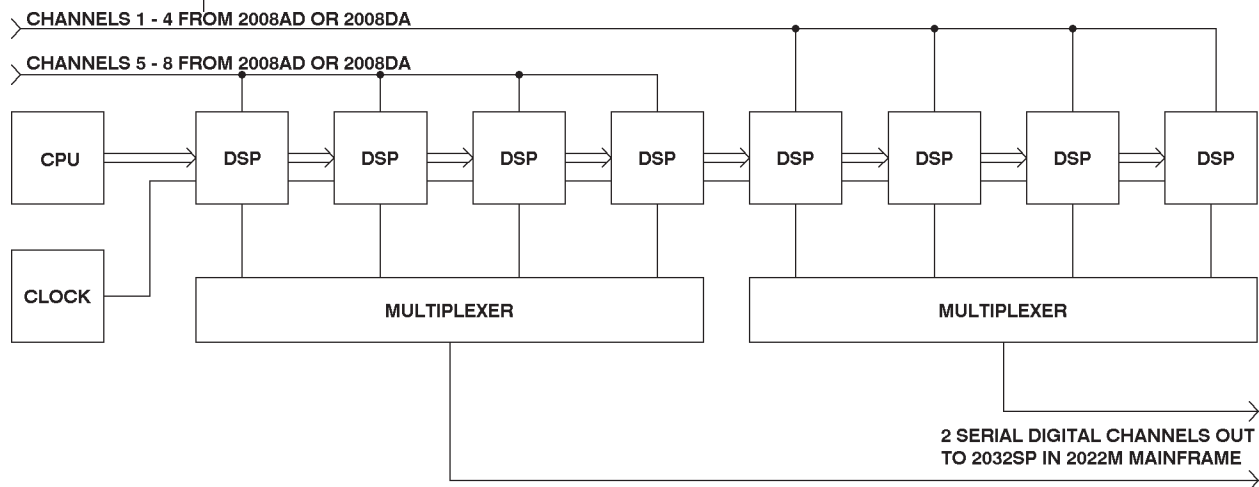 CHANNELS 1 - 4 FROM 2008AD OR 2008DA
CHANNELS 5 - 8 FROM 2008AD OR 2008DA
CPU
DSP
DSP
DSP
DSP
DSP
DSP
DSP
DSP
CLOCK
MULTIPLEXER
MULTIPLEXER
2 SERIAL DIGITAL CHANNELS OUT
TO 2032SP IN 2022M MAINFRAME